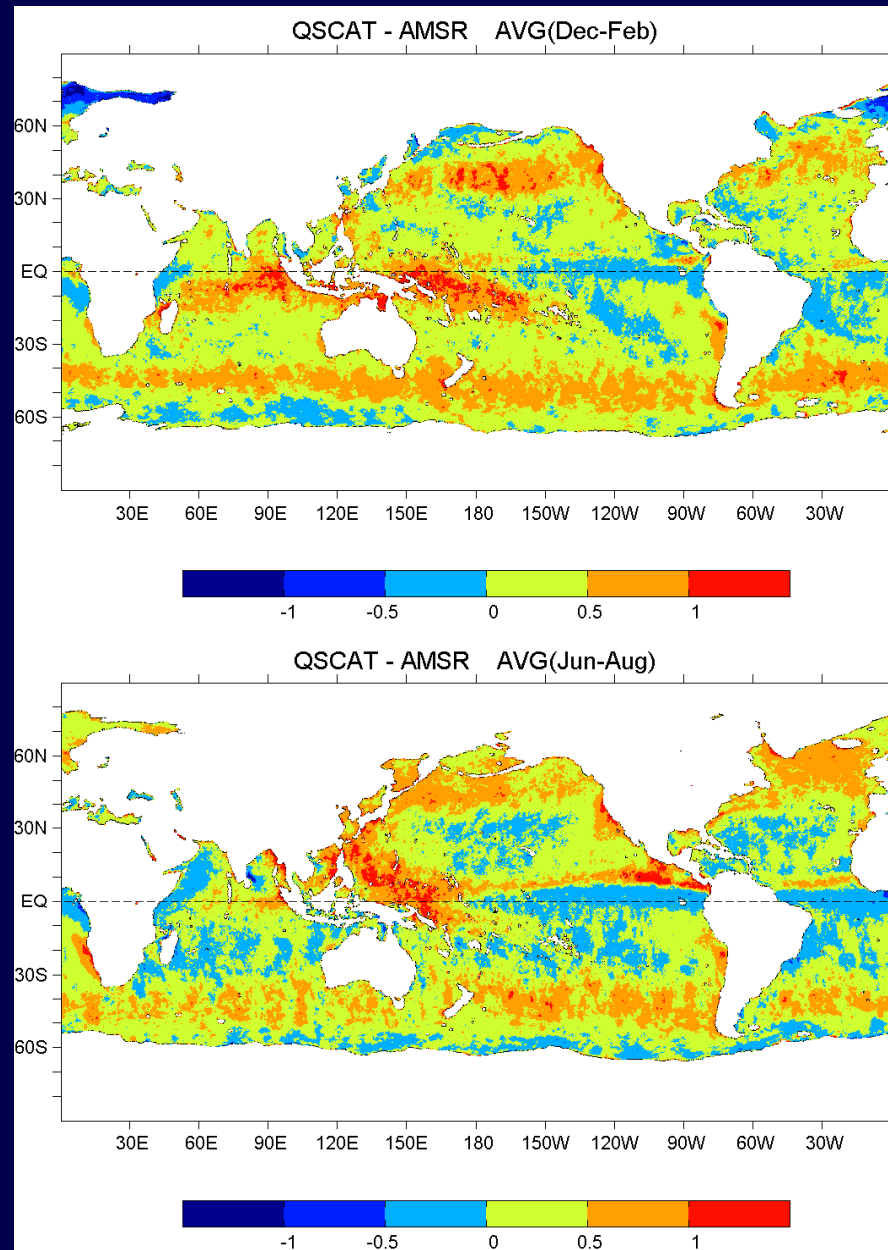 QSCAT - AMSR AVG(Dec-Feb)
60N
30N
EQ
30S
60S
30E 60E 90E 120E 150E 180 150W 120W 90W 60W 30W
-1 -0.5 0 0.5 1
QSCAT - AMSR AVG(Jun-Aug)
60N
30N
EQ
30S
60S
30E 60E 90E 120E 150E 180 150W 120W 90W 60W 30W
-1 -0.5 0 0.5 1